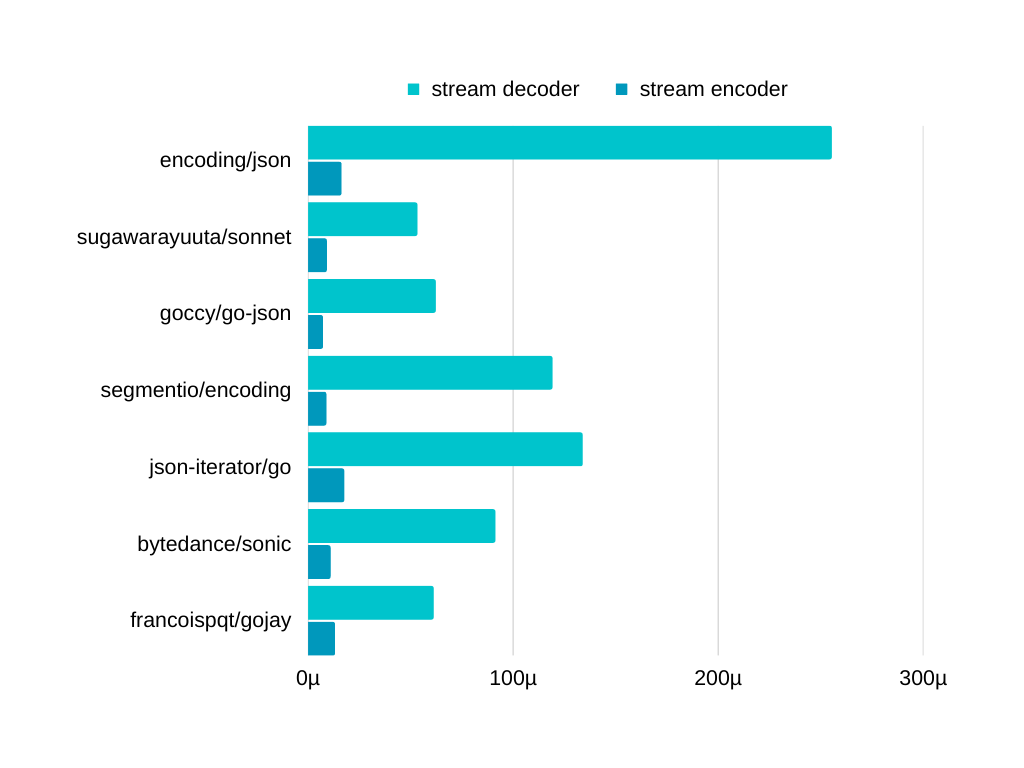 stream decoder stream encoder
encoding/json
sugawarayuuta/sonnet
goccy/go-json
segmentio/encoding
json-iterator/go
bytedance/sonic
francoispqt/gojay
0µ 100µ 200µ 300µ